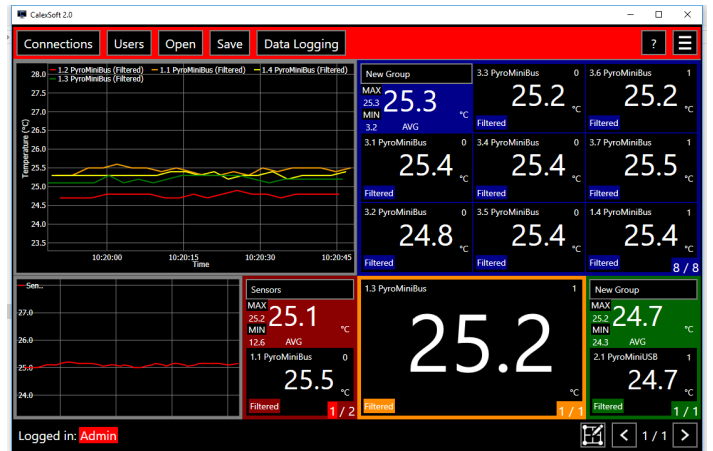 CalexSoft 2.0
Connections Users Open Save Data Logging ?
1.2 PyroMiniBus (Filtered) 1.1 PyroMiniBus (Filtered) 1.4 PyroMiniBus (Filtered)
1.3 PyroMiniBus (Filtered)
28.0
27.5
27.0
26.5
26.0
25.5
25.0
24.5
24.0
23.5
Temperature (°C)
10:20:00 10:20:15 10:20:30 10:20:45
Time
New Group
MAX
25.3
MIN
3.2
25.3
°C
AVG
3.3 PyroMiniBus 0
25.2
°C
Filtered
3.6 PyroMiniBus 1
25.2
°C
3.1 PyroMiniBus 0
25.4
°C
Filtered
3.4 PyroMiniBus 0
25.4
°C
Filtered
3.7 PyroMiniBus 1
25.5
°C
Filtered
3.2 PyroMiniBus 0
24.8
°C
Filtered
3.5 PyroMiniBus 0
25.4
°C
Filtered
1.4 PyroMiniBus 1
25.4
°C
Filtered
8 / 8
Sen..
27.0
26.0
25.0
24.0
Sensors
MAX
25.2
MIN
12.6
25.1
°C
AVG
1.1 PyroMiniBus 0
25.5
°C
Filtered
1 / 2
1.3 PyroMiniBus 1
25.2
°C
Filtered
1 / 1
New Group
MAX
25.2
MIN
24.3
24.7
°C
AVG
2.1 PyroMiniUSB 1
24.7
°C
Filtered
1 / 1
Logged in: Admin
< 1 / 1 >